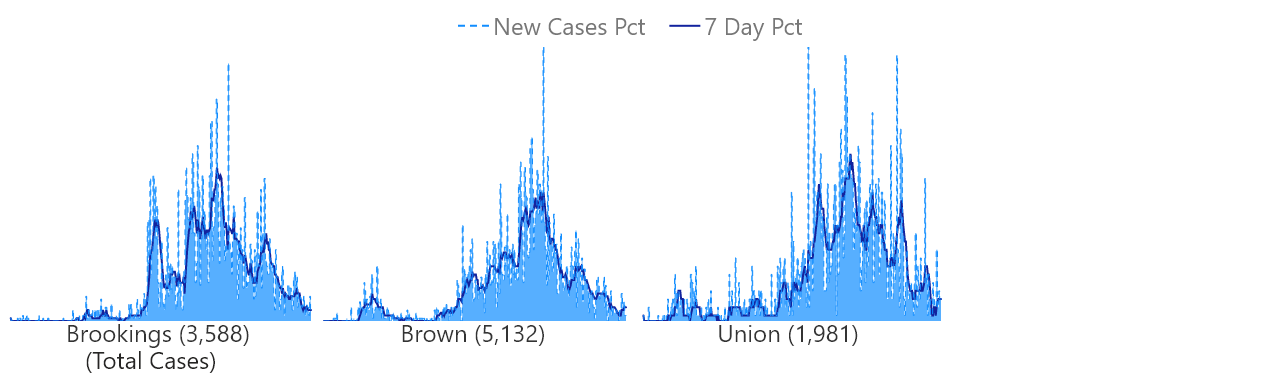 New Cases Pct 7 Day Pct
Brookings (3,588) Brown (5,132) Union (1,981)
(Total Cases)